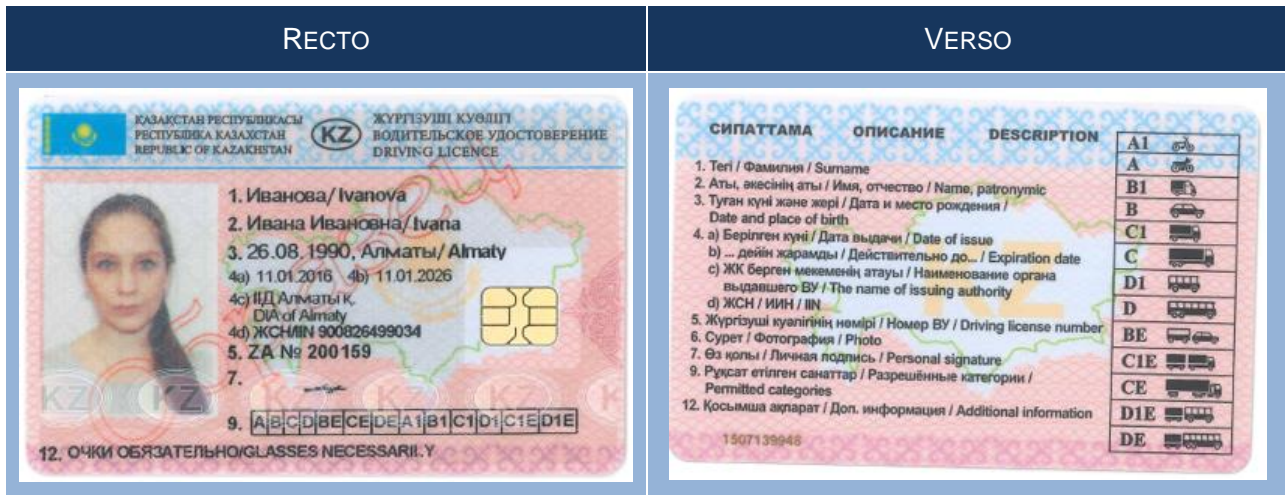 RECTO
VERSO
ҚАЗАҚСТАН РЕСПУБЛИКАСЫ
РЕСПУБЛИКА КАЗАХСТАН
REPUBLIC OF KAZAKHSTAN
KZ
ЖҮРГІЗУШІ КУӘЛІГІ
ВОДИТЕЛЬСКОЕ УДОСТОВЕРЕНИЕ
DRIVING LICENCE
1. Иванова/ Ivanova
2. Ивана Ивановна/ Ivana
3. 26.08.1990, Алматы/ Almaty
4a) 11.01.2016 4b) 11.01.2026
4c) ІІД Алматы қ.
DIA of Almaty
4d) ЖСН/IIN 900826499034
5. ZA № 200159
7.
KZ KZ KZ KZ KZ
9. A B C D BE CE DE A1 B1 C1 D1 C1E D1E
12. ОЧКИ ОБЯЗАТЕЛЬНО/GLASSES NECESSARILY
СИПАТТАМА ОПИСАНИЕ DESCRIPTION
1. Тегі / Фамилия / Surname
2. Аты, әкесінің аты / Имя, отчество / Name, patronymic
3. Туған күні және жері / Дата и место рождения /
Date and place of birth
4. a) Берілген күні / Дата выдачи / Date of issue
b) ... дейін жарамды / Действительно до... / Expiration date
c) ЖК берген мекеменің атауы / Наименование органа
выдавшего ВУ / The name of issuing authority
d) ЖСН / ИИН / IIN
5. Жүргізуші куәлігінің нөмірі / Номер ВУ / Driving license number
6. Сурет / Фотография / Photo
7. Өз қолы / Личная подпись / Personal signature
9. Рұқсат етілген санаттар / Разрешённые категории /
Permitted categories
12. Қосымша ақпарат / Доп. информация / Additional information
1507139948
A1
A
B1
B
C1
C
D1
D
BE
C1E
CE
D1E
DE
KZ